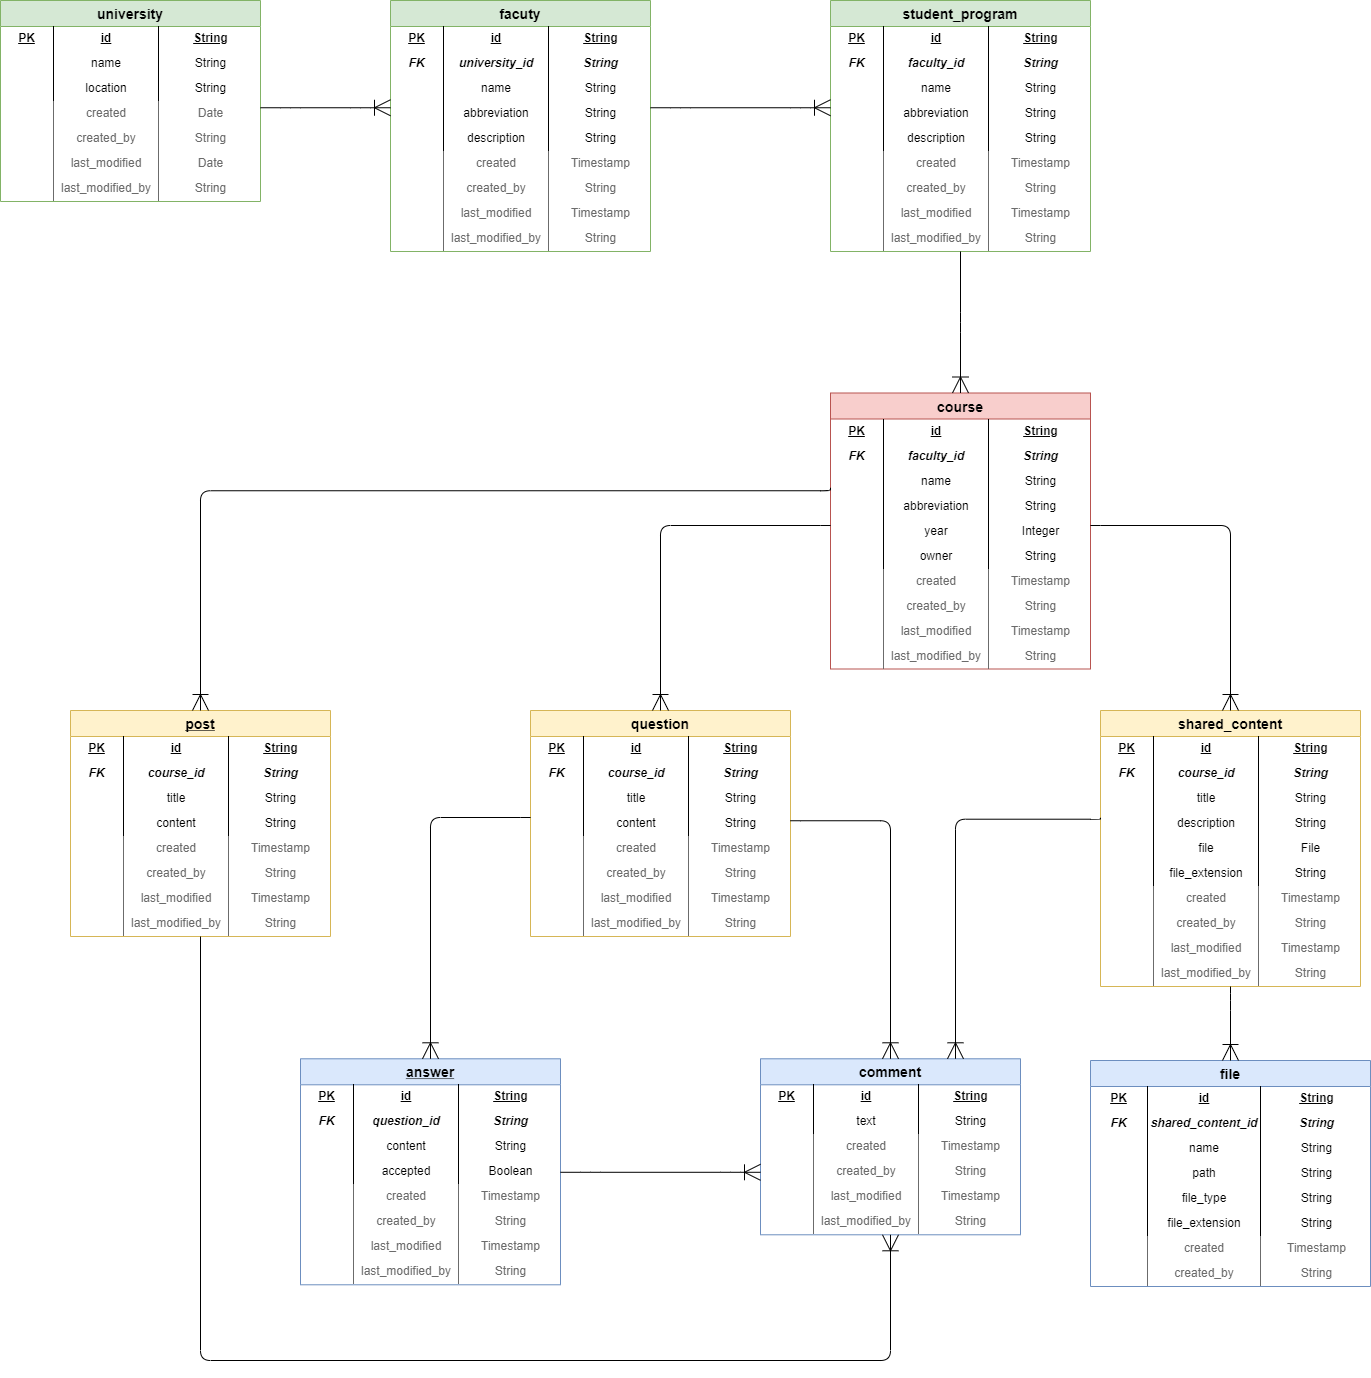 university
PK id String
name String
location String
created Date
created_by String
last_modified Date
last_modified_by String
facuty
PK id String
FK university_id String
name String
abbreviation String
description String
created Timestamp
created_by String
last_modified Timestamp
last_modified_by String
student_program
PK id String
FK faculty_id String
name String
abbreviation String
description String
created Timestamp
created_by String
last_modified Timestamp
last_modified_by String
course
PK id String
FK faculty_id String
name String
abbreviation String
year Integer
owner String
created Timestamp
created_by String
last_modified Timestamp
last_modified_by String
post
PK id String
FK course_id String
title String
content String
created Timestamp
created_by String
last_modified Timestamp
last_modified_by String
question
PK id String
FK course_id String
title String
content String
created Timestamp
created_by String
last_modified Timestamp
last_modified_by String
shared_content
PK id String
FK course_id String
title String
description String
file File
file_extension String
created Timestamp
created_by String
last_modified Timestamp
last_modified_by String
answer
PK id String
FK question_id String
content String
accepted Boolean
created Timestamp
created_by String
last_modified Timestamp
last_modified_by String
comment
PK id String
text String
created Timestamp
created_by String
last_modified Timestamp
last_modified_by String
file
PK id String
FK shared_content_id String
name String
path String
file_type String
file_extension String
created Timestamp
created_by String